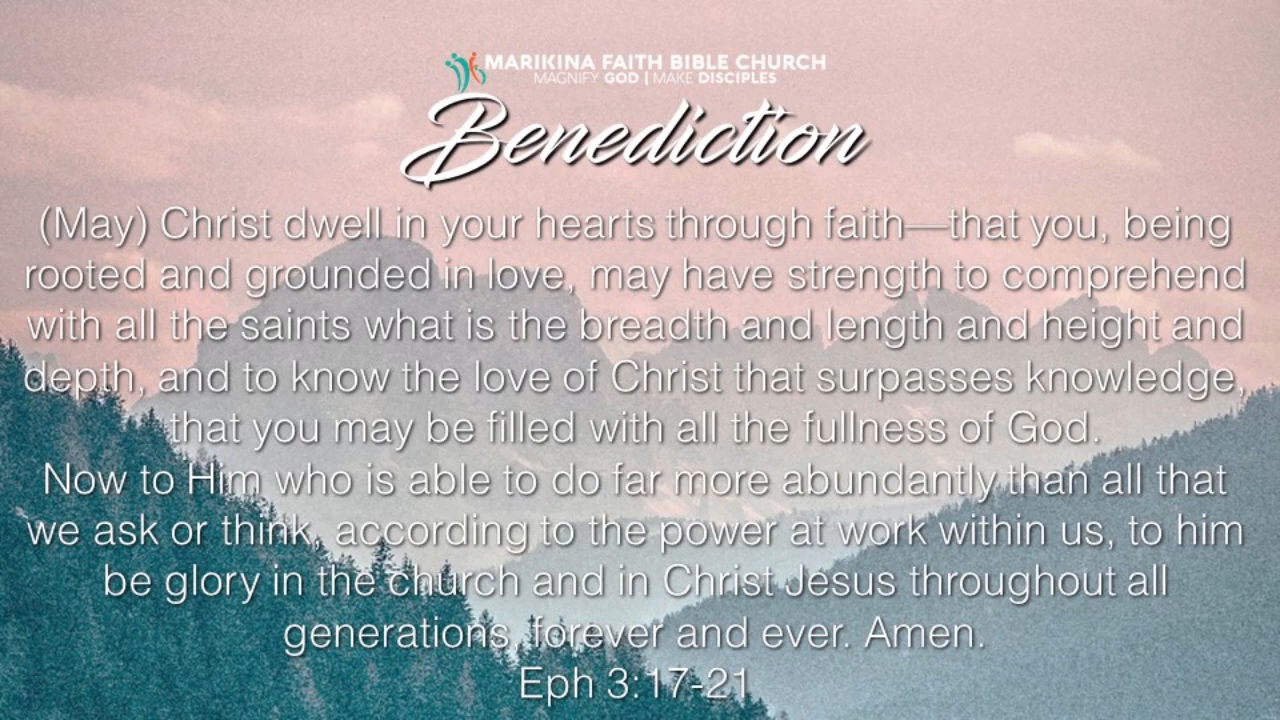 MARIKINA FAITH BIBLE CHURCH
MAGNIFY GOD | MAKE DISCIPLES
Benediction
(May) Christ dwell in your hearts through faith—that you, being
rooted and grounded in love, may have strength to comprehend
with all the saints what is the breadth and length and height and
depth, and to know the love of Christ that surpasses knowledge,
that you may be filled with all the fullness of God.
Now to Him who is able to do far more abundantly than all that
we ask or think, according to the power at work within us, to him
be glory in the church and in Christ Jesus throughout all
generations, forever and ever. Amen.
Eph 3:17-21